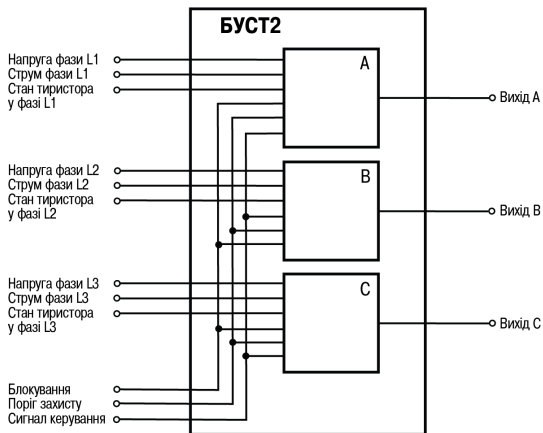 БУСТ2
Напруга фази L1
Струм фази L1
Стан тиристора
у фазі L1
A
Вихід A
Напруга фази L2
Струм фази L2
Стан тиристора
у фазі L2
B
Вихід B
Напруга фази L3
Струм фази L3
Стан тиристора
у фазі L3
C
Вихід C
Блокування
Поріг захисту
Сигнал керування